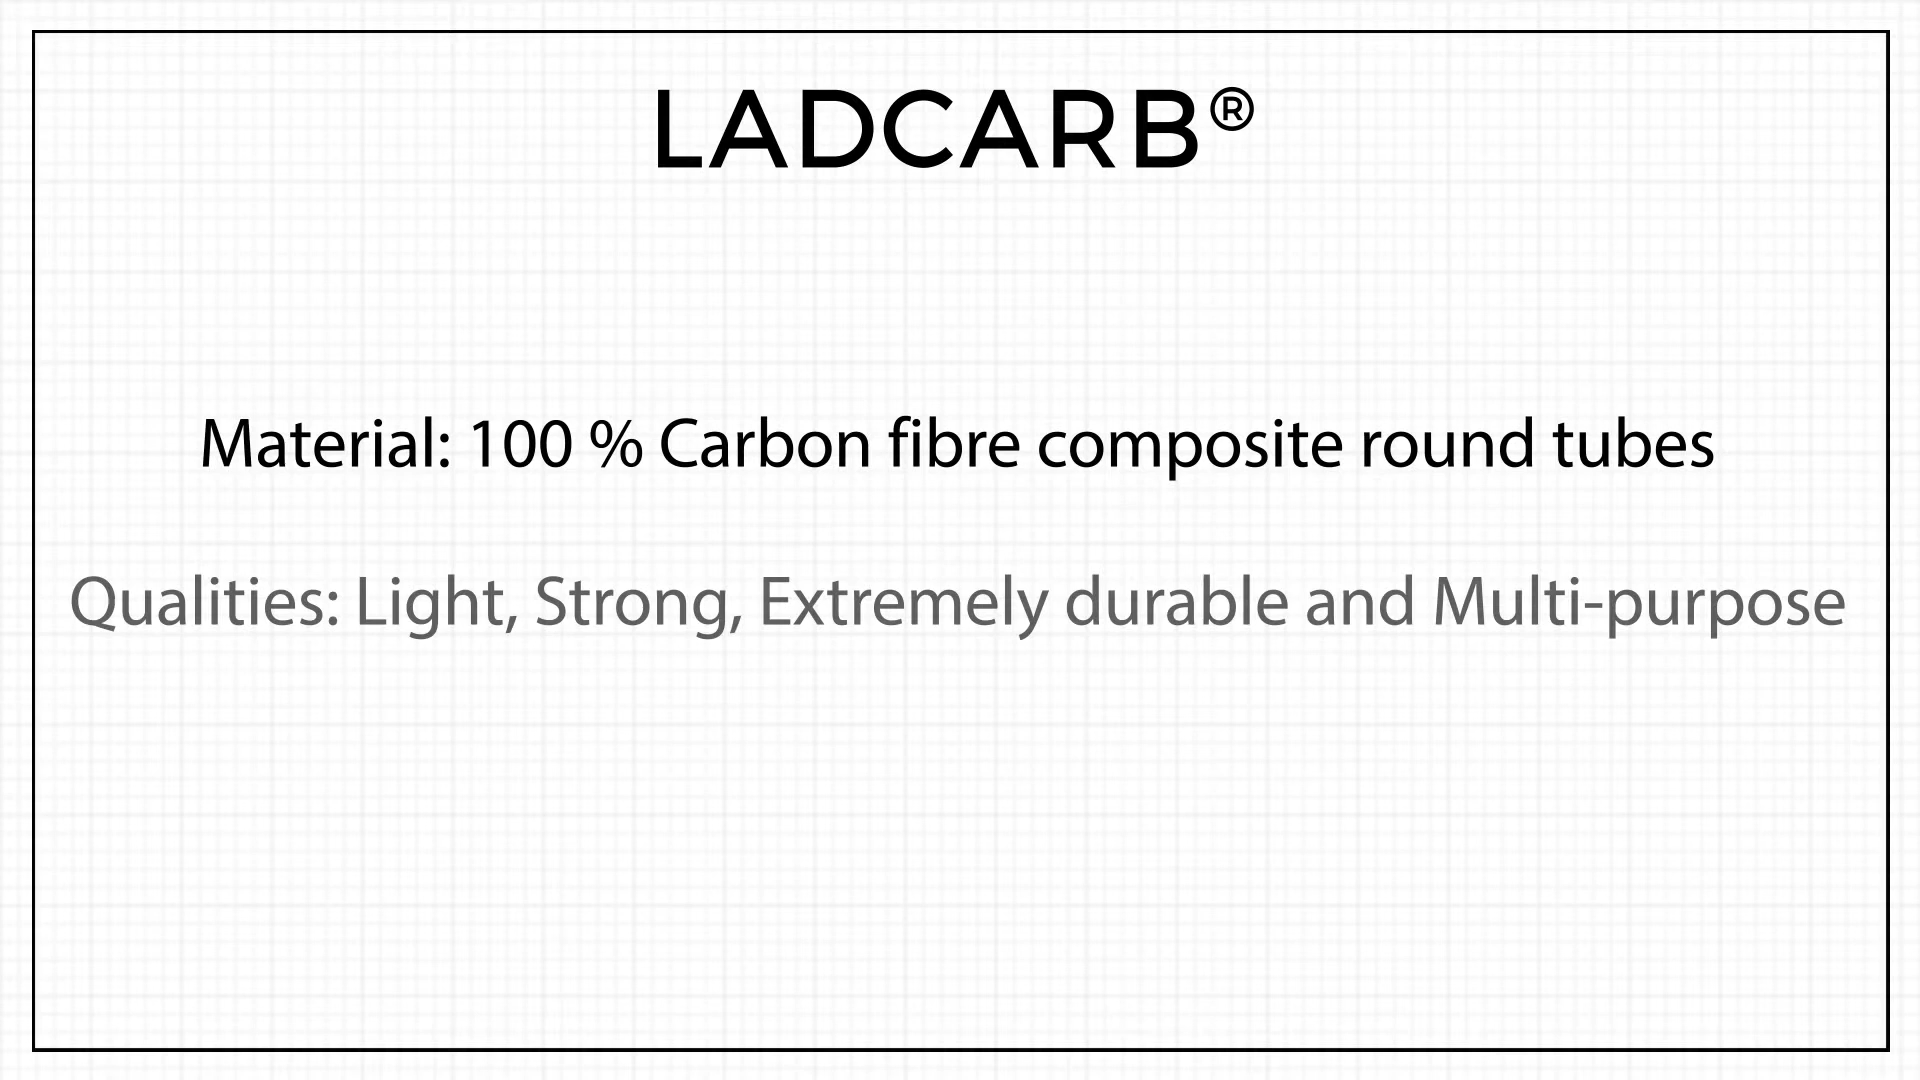 LADCARB®
Material: 100 % Carbon fibre composite round tubes
Qualities: Light, Strong, Extremely durable and Multi-purpose